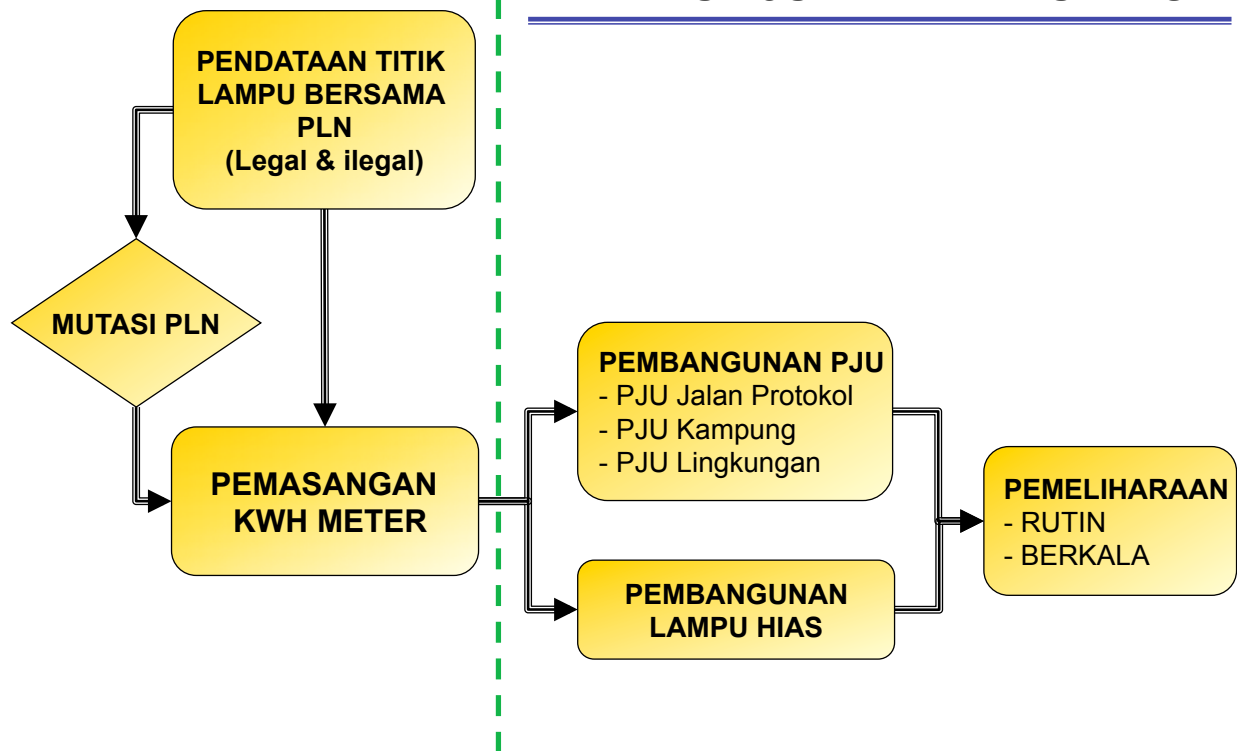 PENDATAAN TITIK
LAMPU BERSAMA
PLN
(Legal & ilegal)
MUTASI PLN
PEMASANGAN
KWH METER
PEMBANGUNAN PJU
- PJU Jalan Protokol
- PJU Kampung
- PJU Lingkungan
PEMBANGUNAN
LAMPU HIAS
PEMELIHARAAN
- RUTIN
- BERKALA